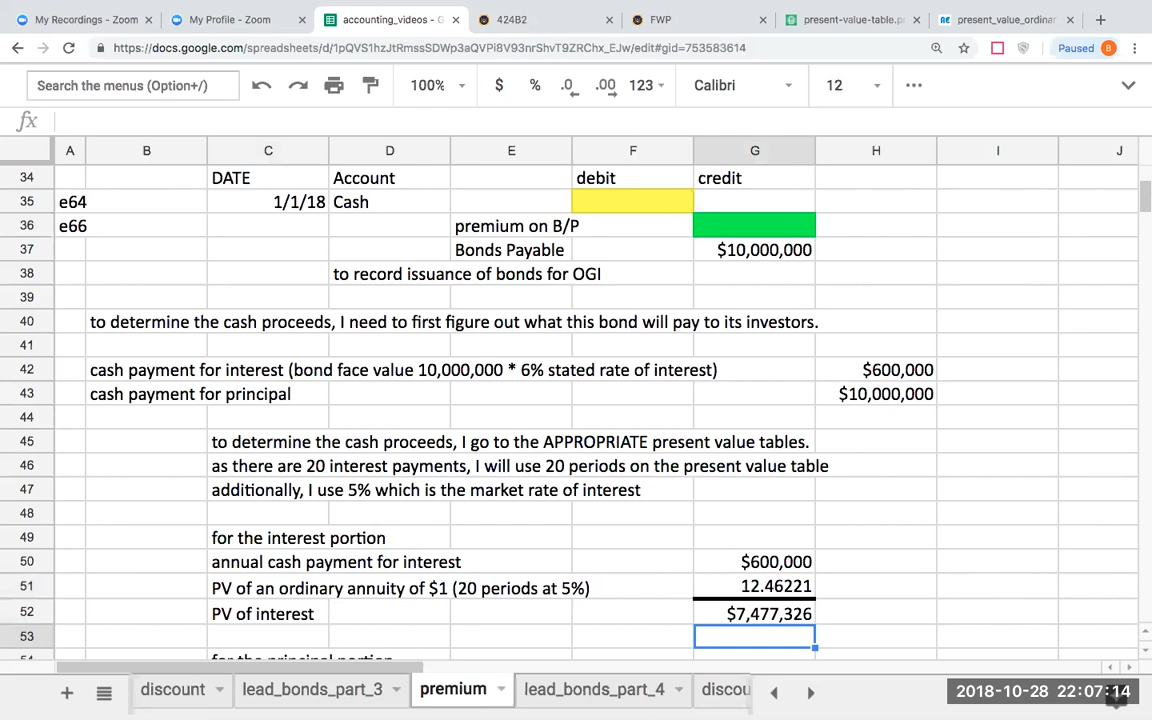 My Recordings - Zoom
My Profile - Zoom
accounting_videos - G
424B2
FWP
present-value-table.p
present_value_ordinar
https://docs.google.com/spreadsheets/d/1pQVS1hzJtRmssSDWp3aQVPi8V93nrShvT9ZRChx_EJw/edit#gid=753583614
Paused B
Search the menus (Option+/)
100%
$ % .0 .00 123
Calibri
12
fx
A B C D E F G H I J
34 DATE Account debit credit
35 e64 1/1/18 Cash
36 e66 premium on B/P
37 Bonds Payable $10,000,000
38 to record issuance of bonds for OGI
39
40 to determine the cash proceeds, I need to first figure out what this bond will pay to its investors.
41
42 cash payment for interest (bond face value 10,000,000 * 6% stated rate of interest) $600,000
43 cash payment for principal $10,000,000
44
45 to determine the cash proceeds, I go to the APPROPRIATE present value tables.
46 as there are 20 interest payments, I will use 20 periods on the present value table
47 additionally, I use 5% which is the market rate of interest
48
49 for the interest portion
50 annual cash payment for interest $600,000
51 PV of an ordinary annuity of $1 (20 periods at 5%) 12.46221
52 PV of interest $7,477,326
53
54 for the principal portion
discount lead_bonds_part_3 premium lead_bonds_part_4 discou
2018-10-28 22:07:14